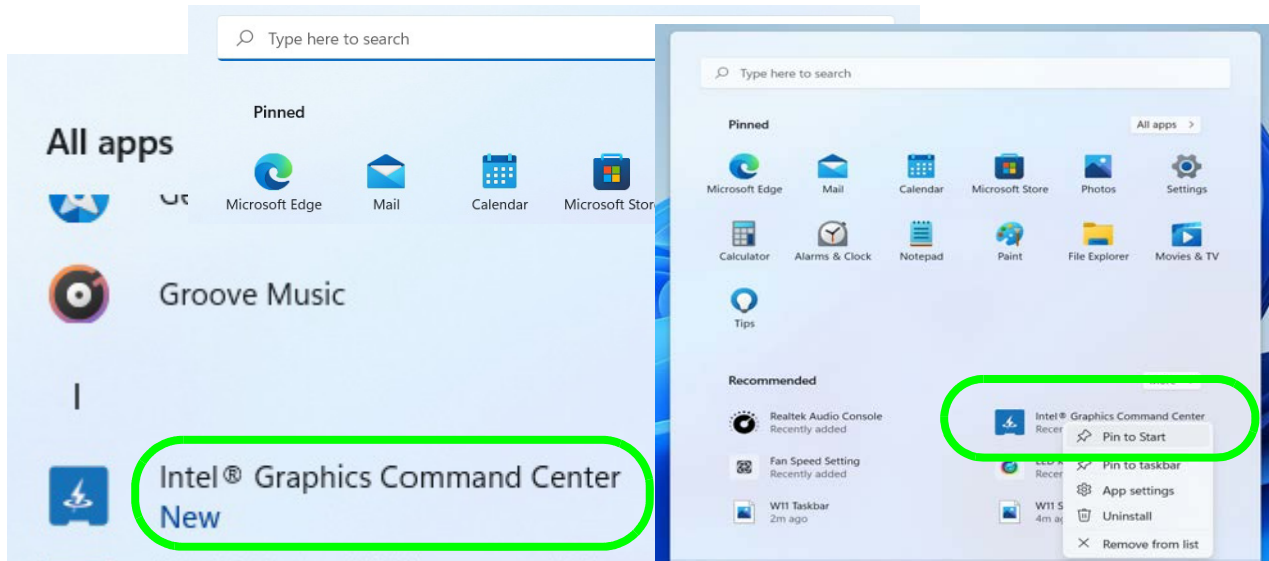 Type here to search
Pinned
Microsoft Edge
Mail
Calendar
All apps
Groove Music
I
Intel® Graphics Command Center
New
Type here to search
Pinned
All apps >
Microsoft Edge
Mail
Calendar
Microsoft Store
Photos
Settings
Calculator
Alarms & Clock
Notepad
Paint
File Explorer
Movies & TV
Tips
Recommended
Realtek Audio Console
Recently added
Intel® Graphics Command Center
Pin to Start
Fan Speed Setting
Recently added
Pin to taskbar
App settings
W11 Taskbar
2m ago
W11
Uninstall
Remove from list